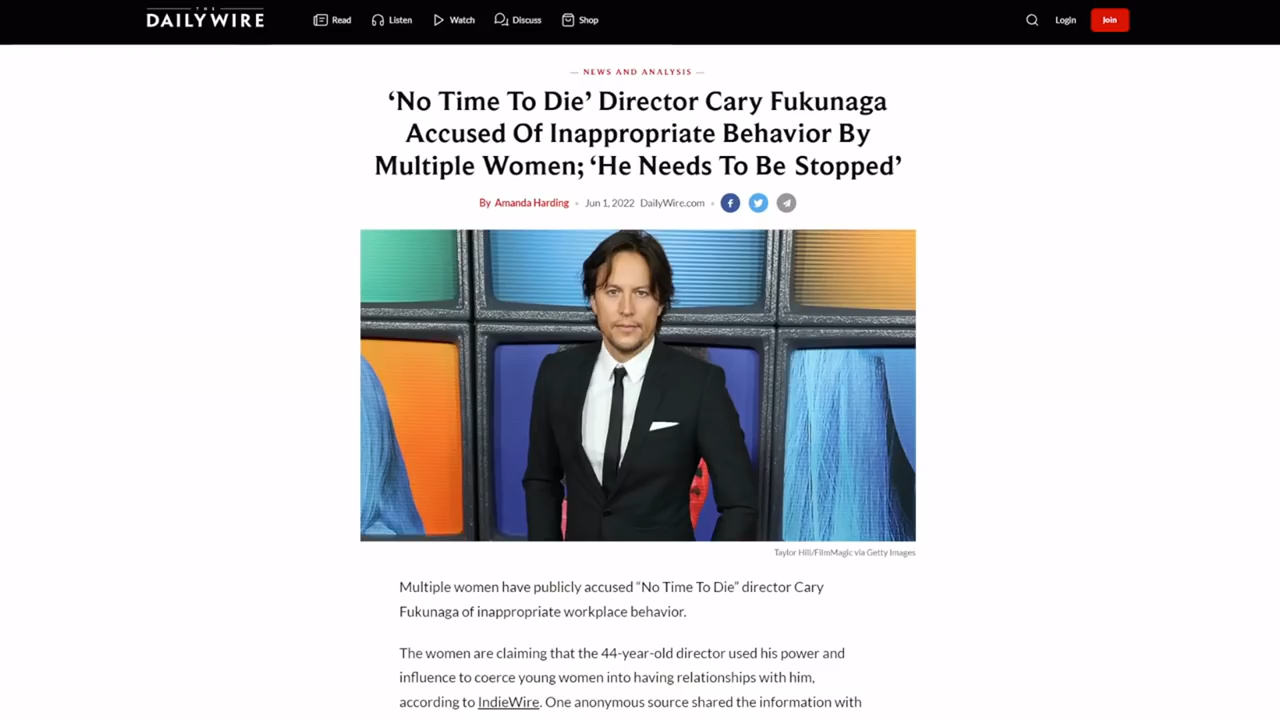 THE
DAILY WIRE
Read Listen Watch Discuss Shop
Login Join
— NEWS AND ANALYSIS —
‘No Time To Die’ Director Cary Fukunaga
Accused Of Inappropriate Behavior By
Multiple Women; ‘He Needs To Be Stopped’
By Amanda Harding • Jun 1, 2022 DailyWire.com •
Taylor Hill/FilmMagic via Getty Images
Multiple women have publicly accused “No Time To Die” director Cary
Fukunaga of inappropriate workplace behavior.
The women are claiming that the 44-year-old director used his power and
influence to coerce young women into having relationships with him,
according to IndieWire. One anonymous source shared the information with